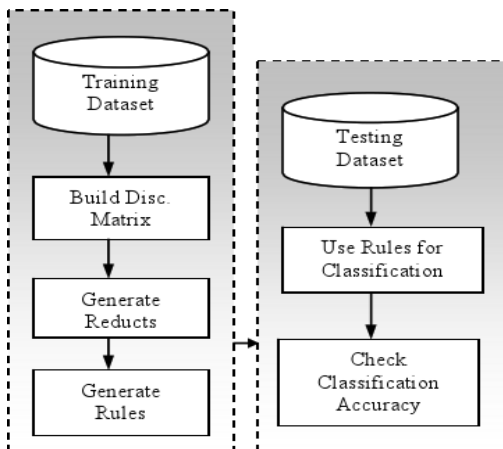 Training
Dataset
Build Disc.
Matrix
Generate
Reducts
Generate
Rules
Testing
Dataset
Use Rules for
Classification
Check
Classification
Accuracy